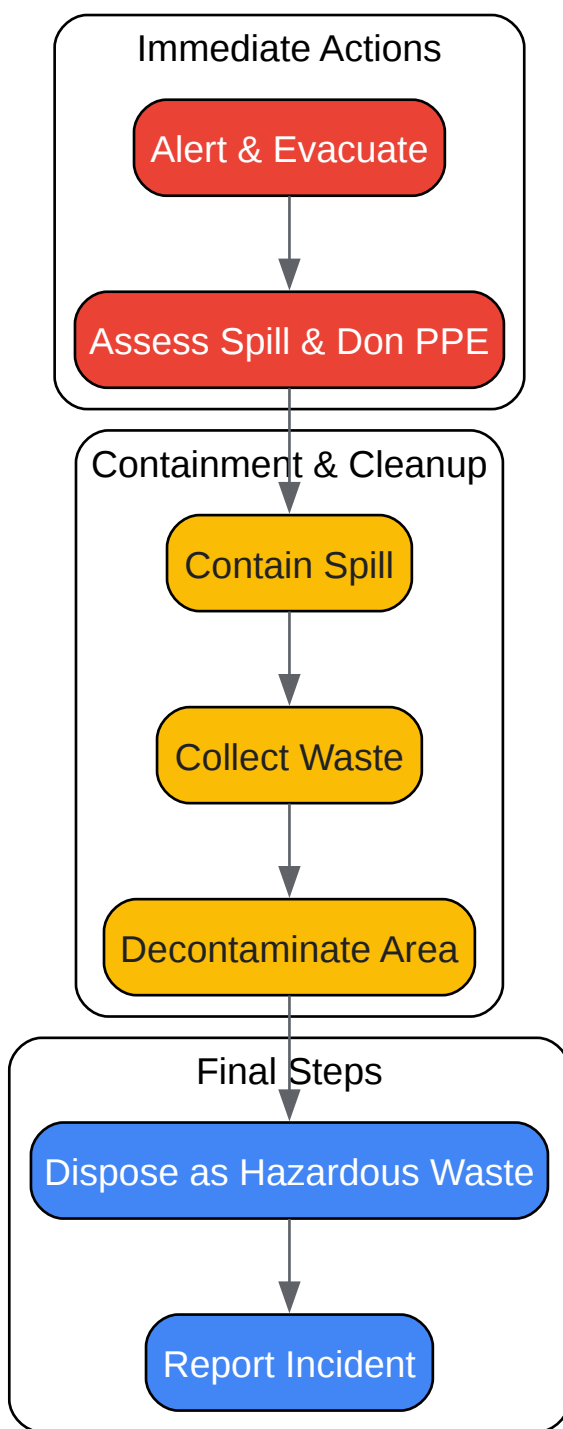 Immediate Actions
Alert & Evacuate
Assess Spill & Don PPE
Containment & Cleanup
Contain Spill
Collect Waste
Decontaminate Area
Final Steps
Dispose as Hazardous Waste
Report Incident